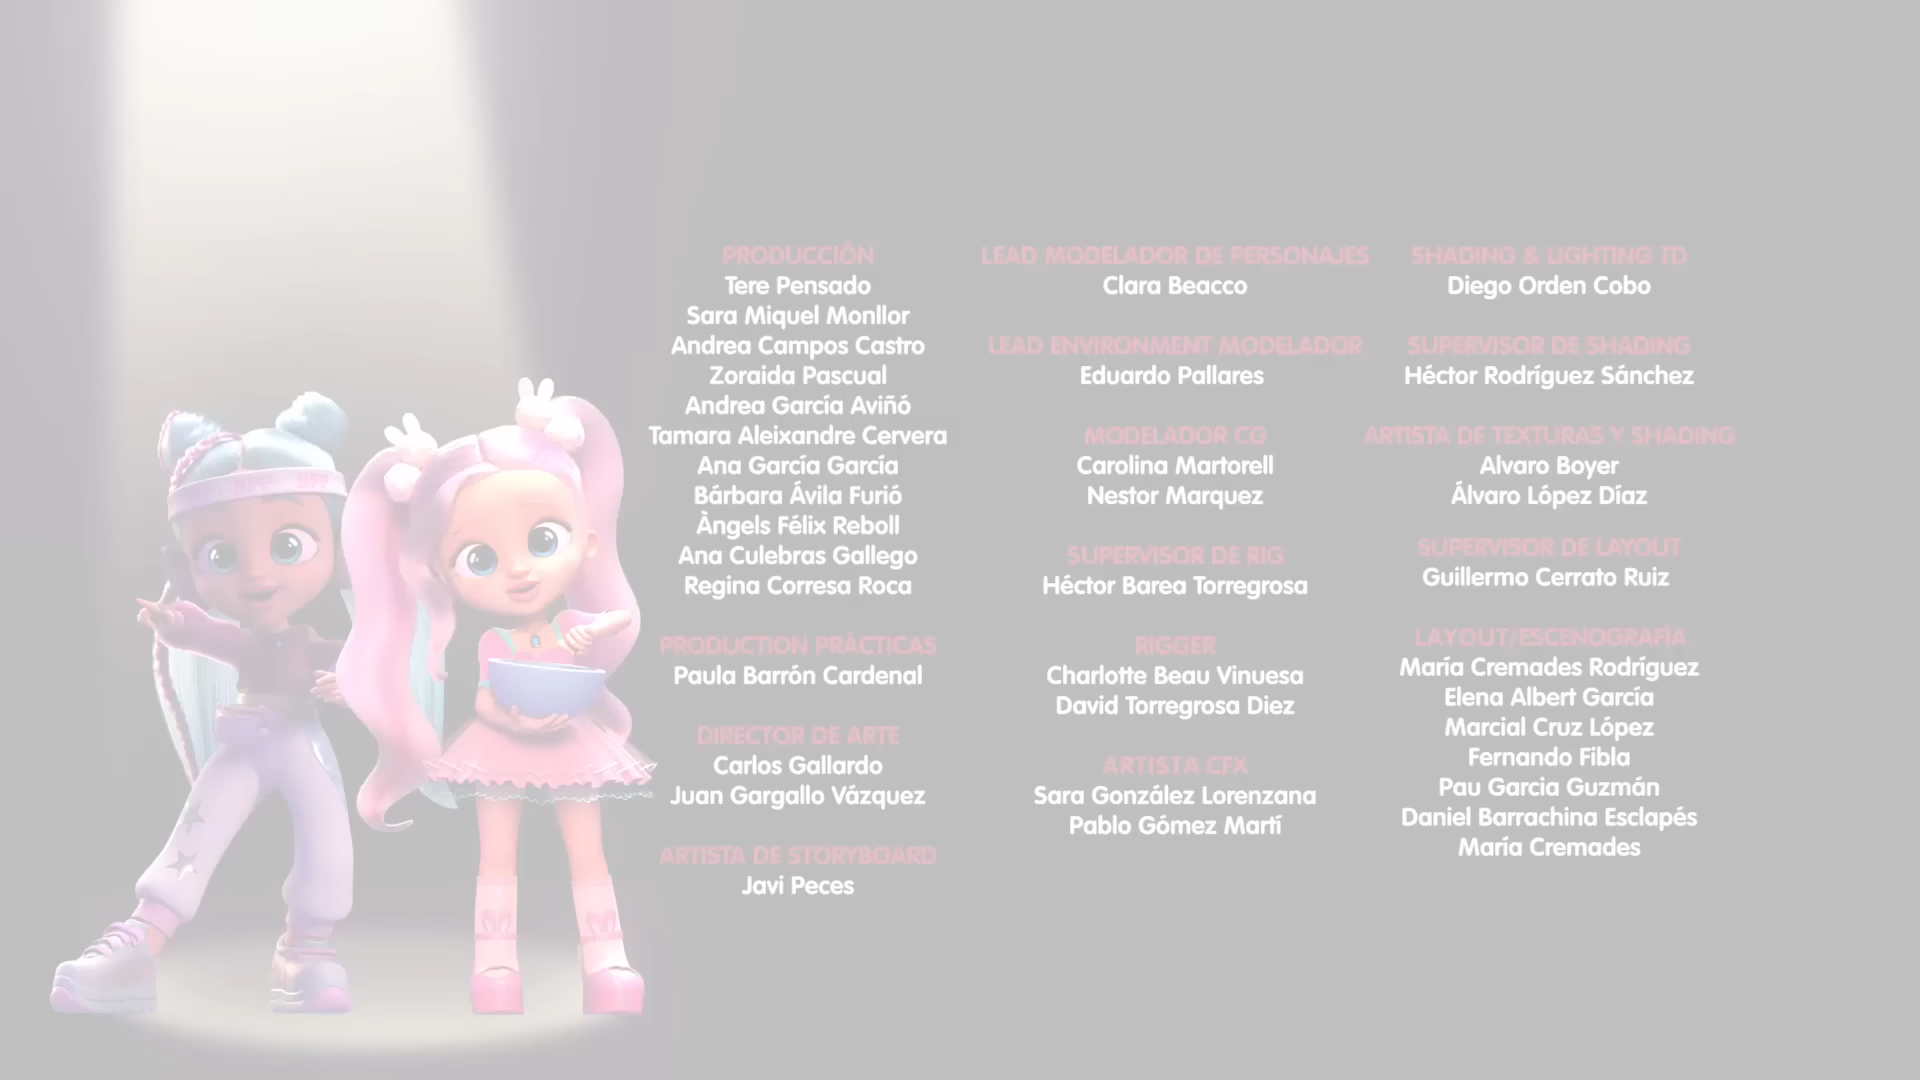 PRODUCCIÓN
Tere Pensado
Sara Miquel Monllor
Andrea Campos Castro
Zoraida Pascual
Andrea García Aviñó
Tamara Aleixandre Cervera
Ana García García
Bárbara Ávila Furió
Àngels Félix Reboll
Ana Culebras Gallego
Regina Corresa Roca
PRODUCTION PRÁCTICAS
Paula Barrón Cardenal
DIRECTOR DE ARTE
Carlos Gallardo
Juan Gargallo Vázquez
ARTISTA DE STORYBOARD
Javi Peces
LEAD MODELADOR DE PERSONAJES
Clara Beacco
LEAD ENVIRONMENT MODELADOR
Eduardo Pallares
MODELADOR CG
Carolina Martorell
Nestor Marquez
SUPERVISOR DE RIG
Héctor Barea Torregrosa
RIGGER
Charlotte Beau Vinuesa
David Torregrosa Diez
ARTISTA CFX
Sara González Lorenzana
Pablo Gómez Martí
SHADING & LIGHTING TD
Diego Orden Cobo
SUPERVISOR DE SHADING
Héctor Rodríguez Sánchez
ARTISTA DE TEXTURAS Y SHADING
Alvaro Boyer
Álvaro López Díaz
SUPERVISOR DE LAYOUT
Guillermo Cerrato Ruiz
LAYOUT/ESCENOGRAFÍA
María Cremades Rodríguez
Elena Albert García
Marcial Cruz López
Fernando Fibla
Pau Garcia Guzmán
Daniel Barrachina Esclapés
María Cremades